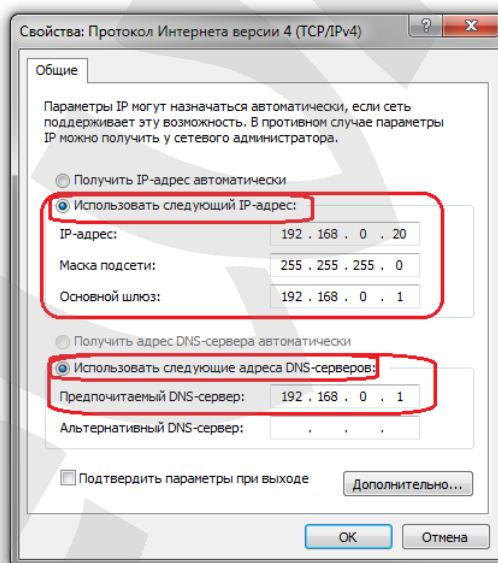 Свойства: Протокол Интернета версии 4 (TCP/IPv4)
Общие
Параметры IP могут назначаться автоматически, если сеть
поддерживает эту возможность. В противном случае параметры
IP можно получить у сетевого администратора.
Получить IP-адрес автоматически
Использовать следующий IP-адрес:
IP-адрес: 192 . 168 . 0 . 20
Маска подсети: 255 . 255 . 255 . 0
Основной шлюз: 192 . 168 . 0 . 1
Получить адрес DNS-сервера автоматически
Использовать следующие адреса DNS-серверов:
Предпочитаемый DNS-сервер: 192 . 168 . 0 . 1
Альтернативный DNS-сервер: . . .
Подтвердить параметры при выходе
Дополнительно...
ОК Отмена